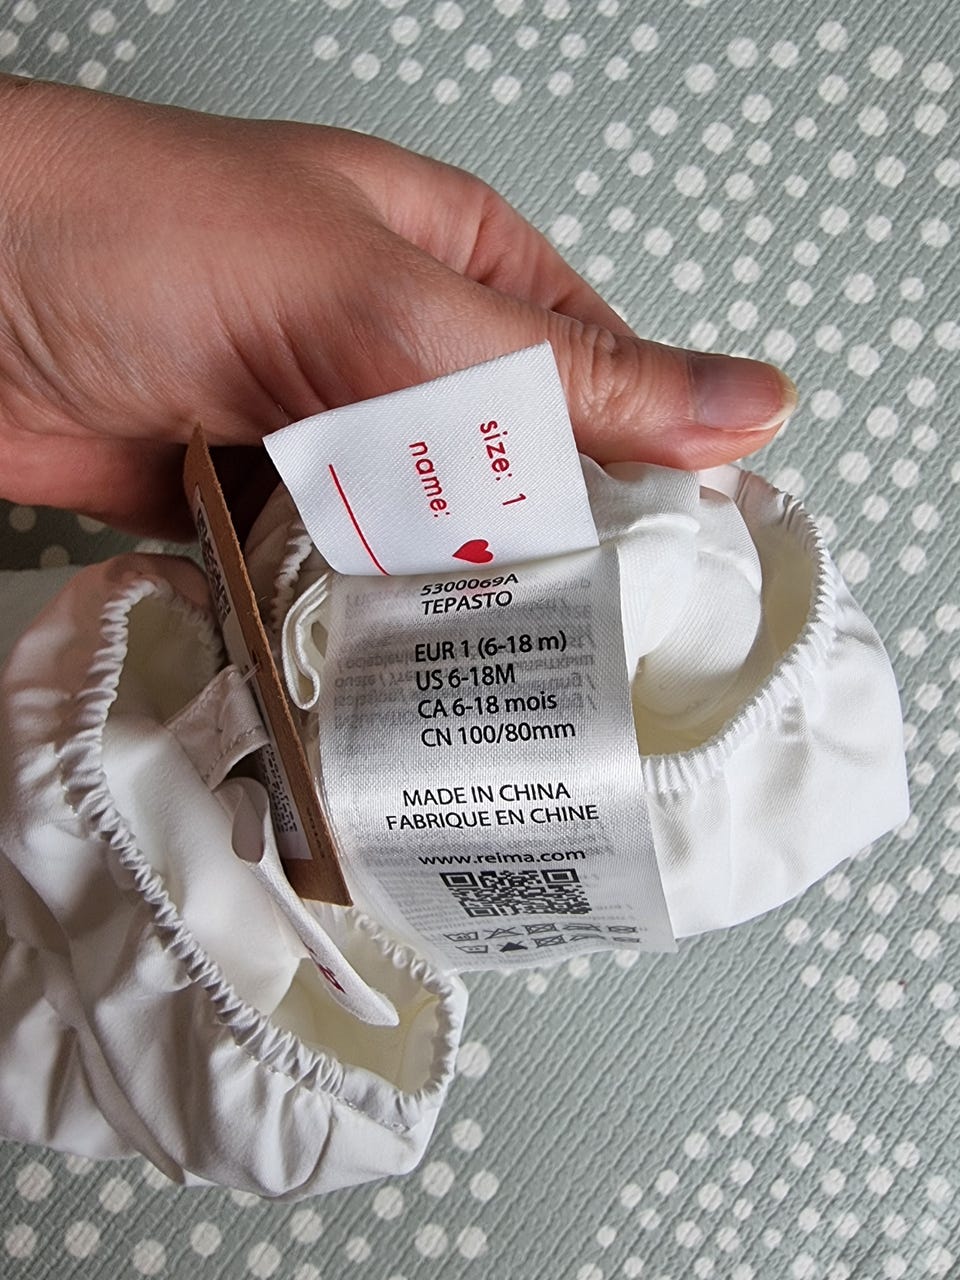 size: 1
name:
5300069A
TEPASTO
EUR 1 (6-18 m)
US 6-18M
CA 6-18 mois
CN 100/80mm
MADE IN CHINA
FABRIQUE EN CHINE
www.reima.com